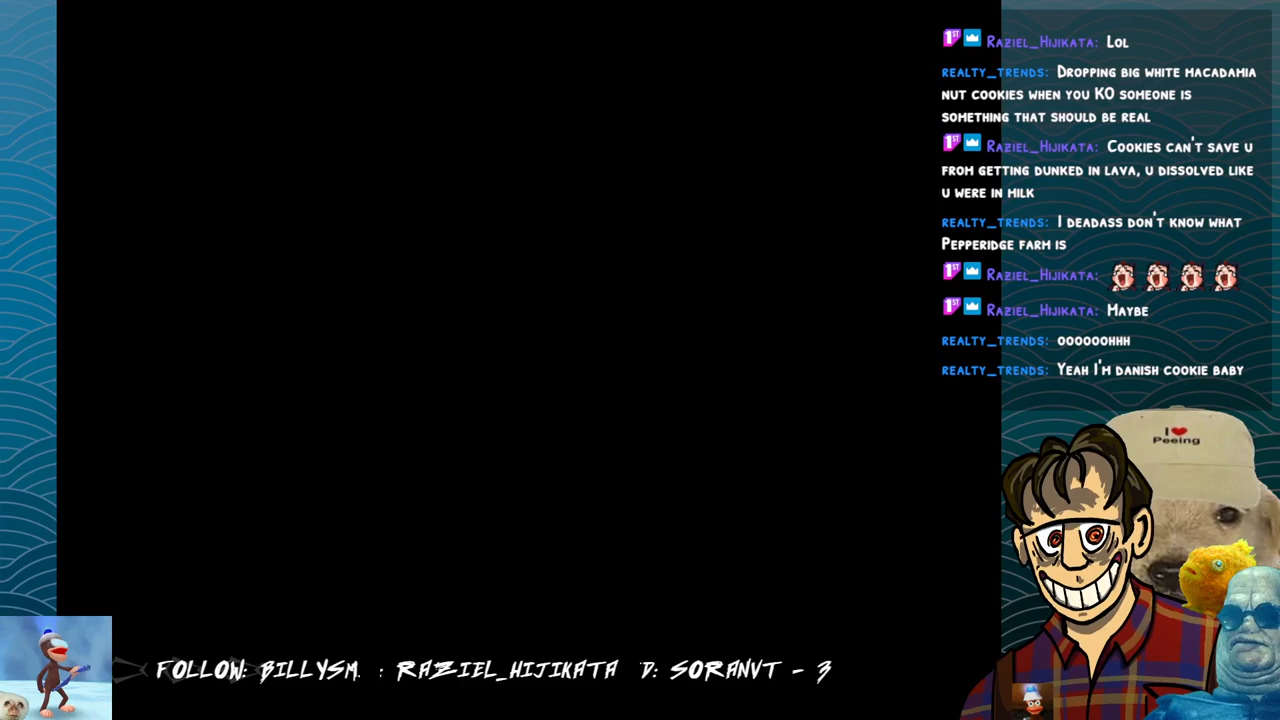 Raziel_Hijikata: Lol
realty_trends: Dropping big white macadamia
nut cookies when you KO someone is
something that should be real
Raziel_Hijikata: Cookies can't save u
from getting dunked in lava, u dissolved like
u were in milk
realty_trends: I deadass don't know what
Pepperidge farm is
Raziel_Hijikata:
Raziel_Hijikata: Maybe
realty_trends: oooooohhh
realty_trends: Yeah I'm danish cookie baby
I ❤ Peeing
FOLLOW: BILLYSM. : RAZIEL_HIJIKATA D: SORANVT - 3